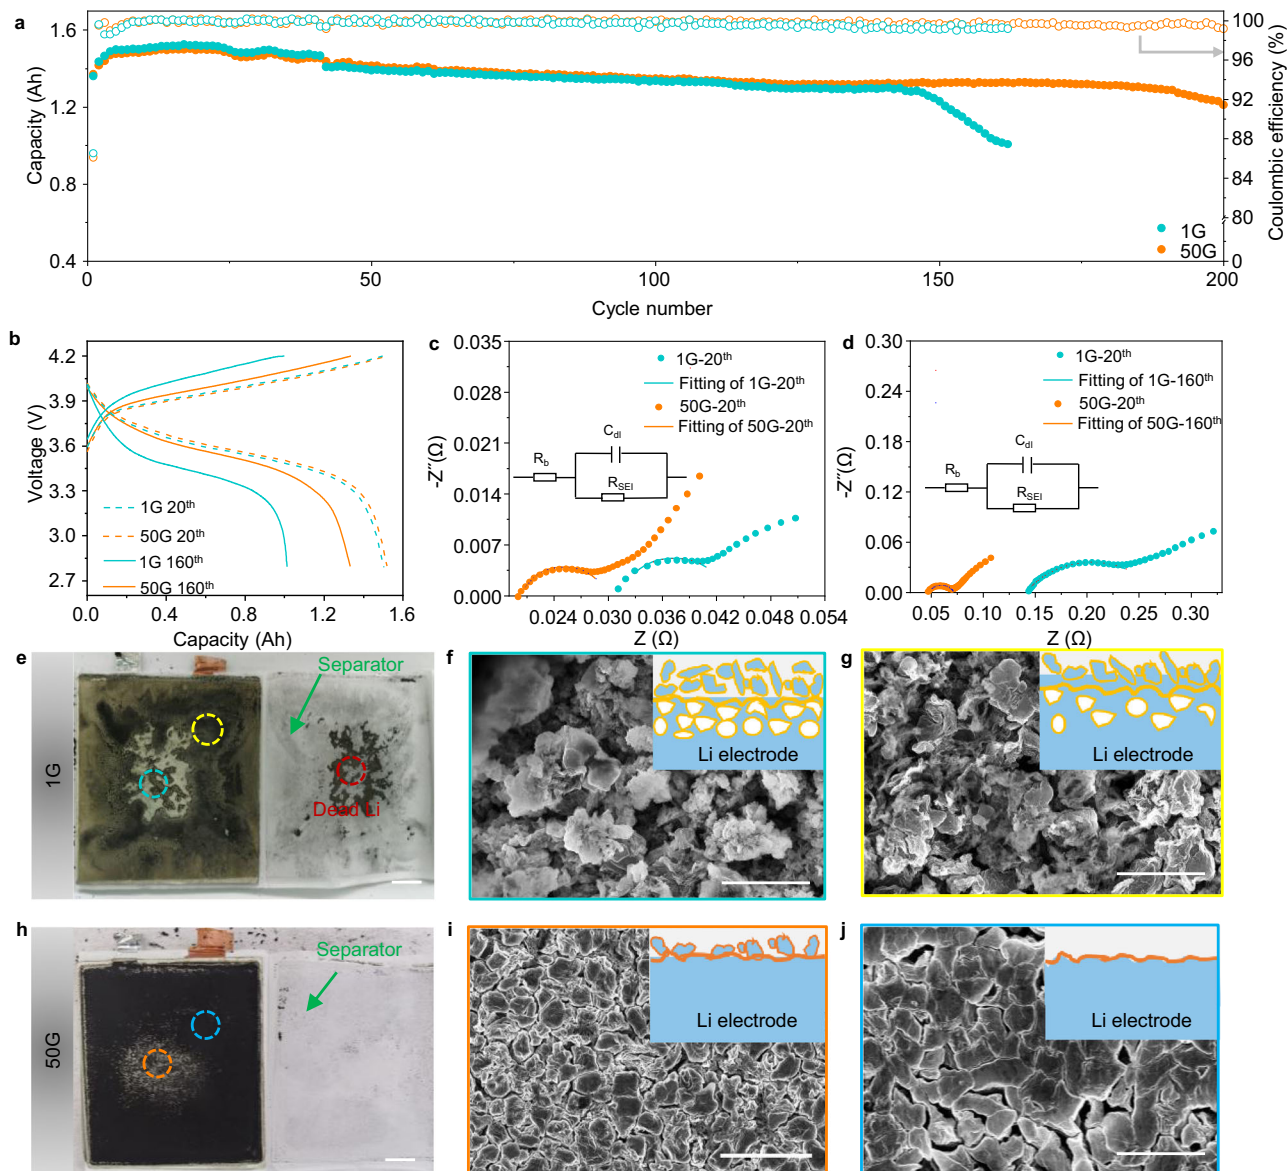 a
1.6
1.2
0.8
0.4
Capacity (Ah)
100
96
92
88
84
80
0
Coulombic efficiency (%)
1G
50G
0
50
100
150
200
Cycle number
b
4.2
3.9
3.6
3.3
3.0
2.7
Voltage (V)
1G 20th
50G 20th
1G 160th
50G 160th
0.0
0.4
0.8
1.2
1.6
Capacity (Ah)
c
0.035
0.028
0.021
0.014
0.007
0.000
-Z″(Ω)
1G-20th
Fitting of 1G-20th
50G-20th
Fitting of 50G-20th
Cdl
Rb
RSEI
0.024 0.030 0.036 0.042 0.048 0.054
Z (Ω)
d
0.30
0.24
0.18
0.12
0.06
0.00
-Z″(Ω)
1G-20th
Fitting of 1G-160th
50G-20th
Fitting of 50G-160th
Cdl
Rb
RSEI
0.05
0.10
0.15
0.20
0.25
0.30
Z (Ω)
e
1G
Separator
Dead Li
f
Li electrode
g
Li electrode
h
50G
Separator
i
Li electrode
j
Li electrode